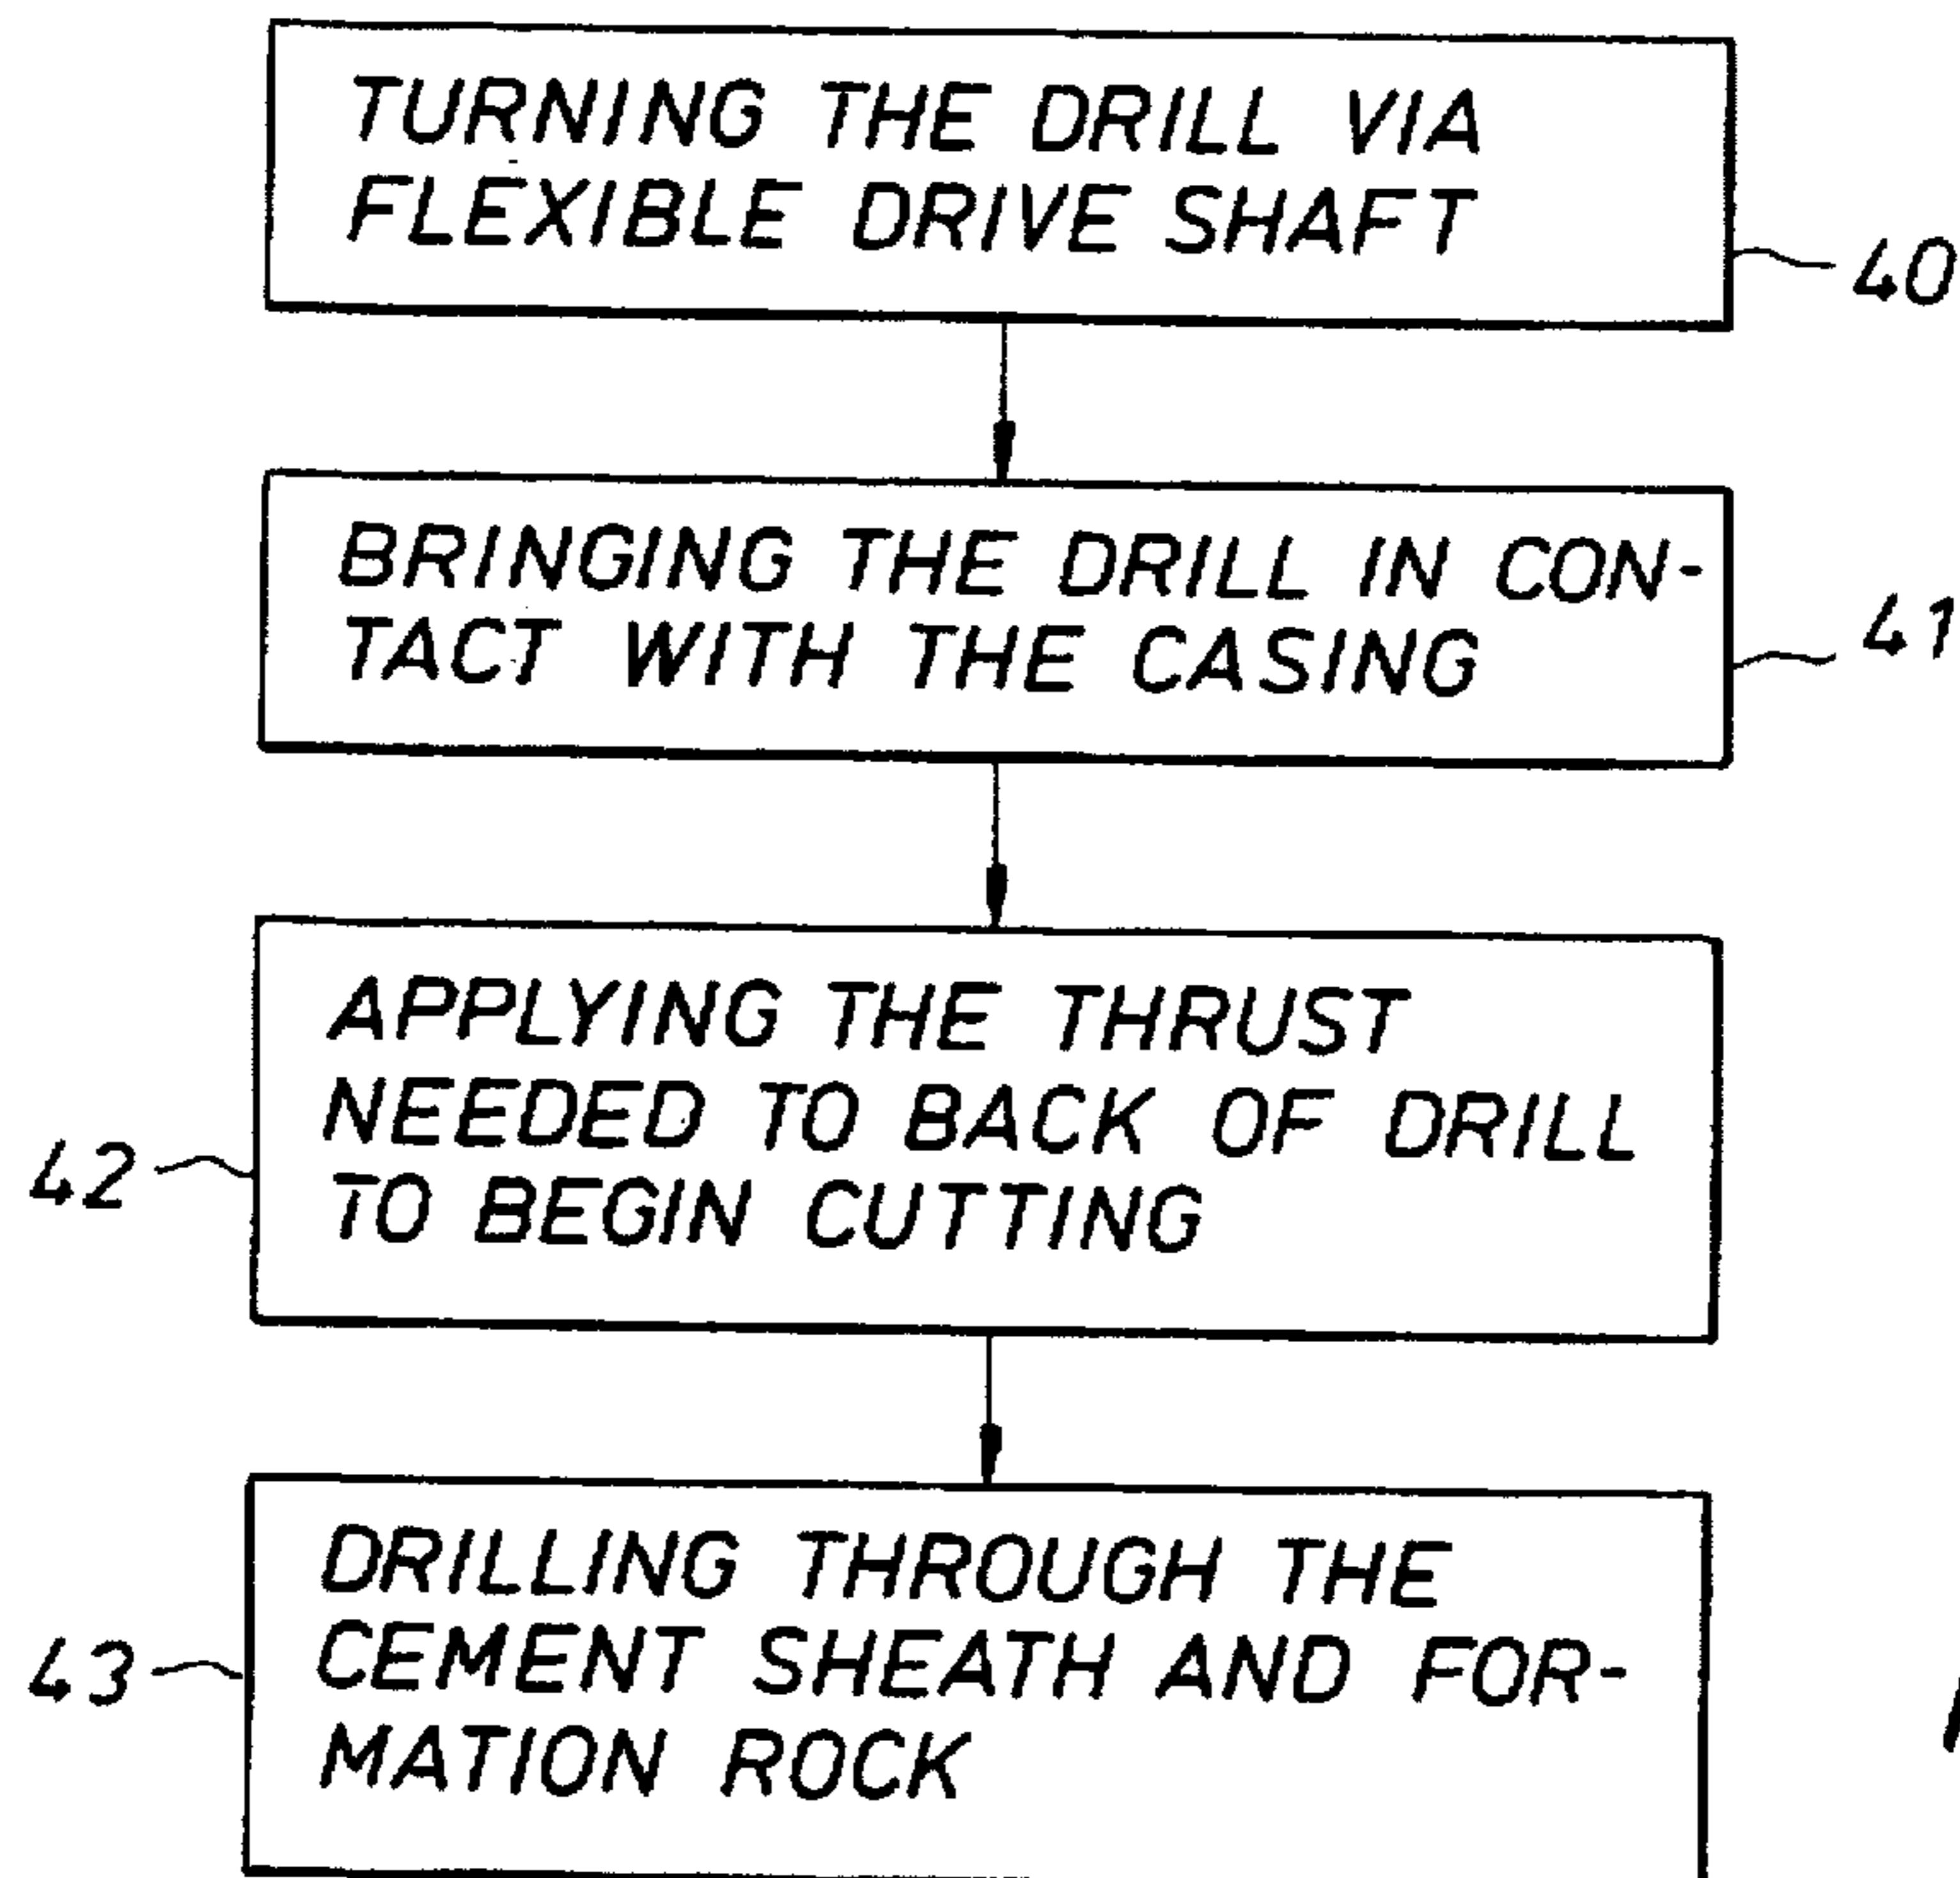 TURNING THE DRILL VIA
FLEXIBLE DRIVE SHAFT
40
BRINGING THE DRILL IN CON-
TACT WITH THE CASING
41
APPLYING THE THRUST
NEEDED TO BACK OF DRILL
TO BEGIN CUTTING
42
DRILLING THROUGH THE
CEMENT SHEATH AND FOR-
MATION ROCK
43